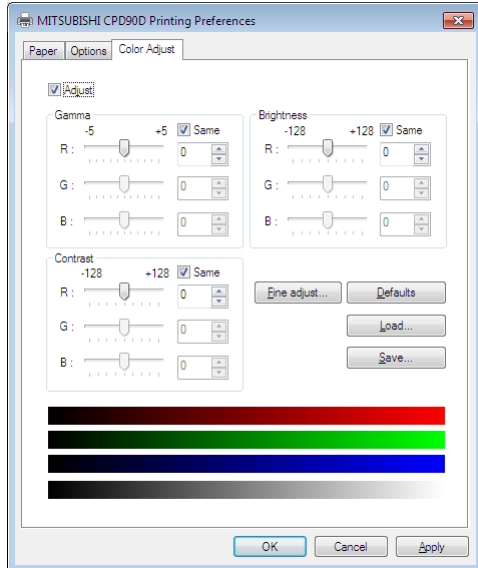 MITSUBISHI CPD90D Printing Preferences
Paper Options Color Adjust
Adjust
Gamma
-5 +5 Same
R : 0
G : 0
B : 0
Brightness
-128 +128 Same
R : 0
G : 0
B : 0
Contrast
-128 +128 Same
R : 0
G : 0
B : 0
Fine adjust... Defaults
Load...
Save...
OK Cancel Apply